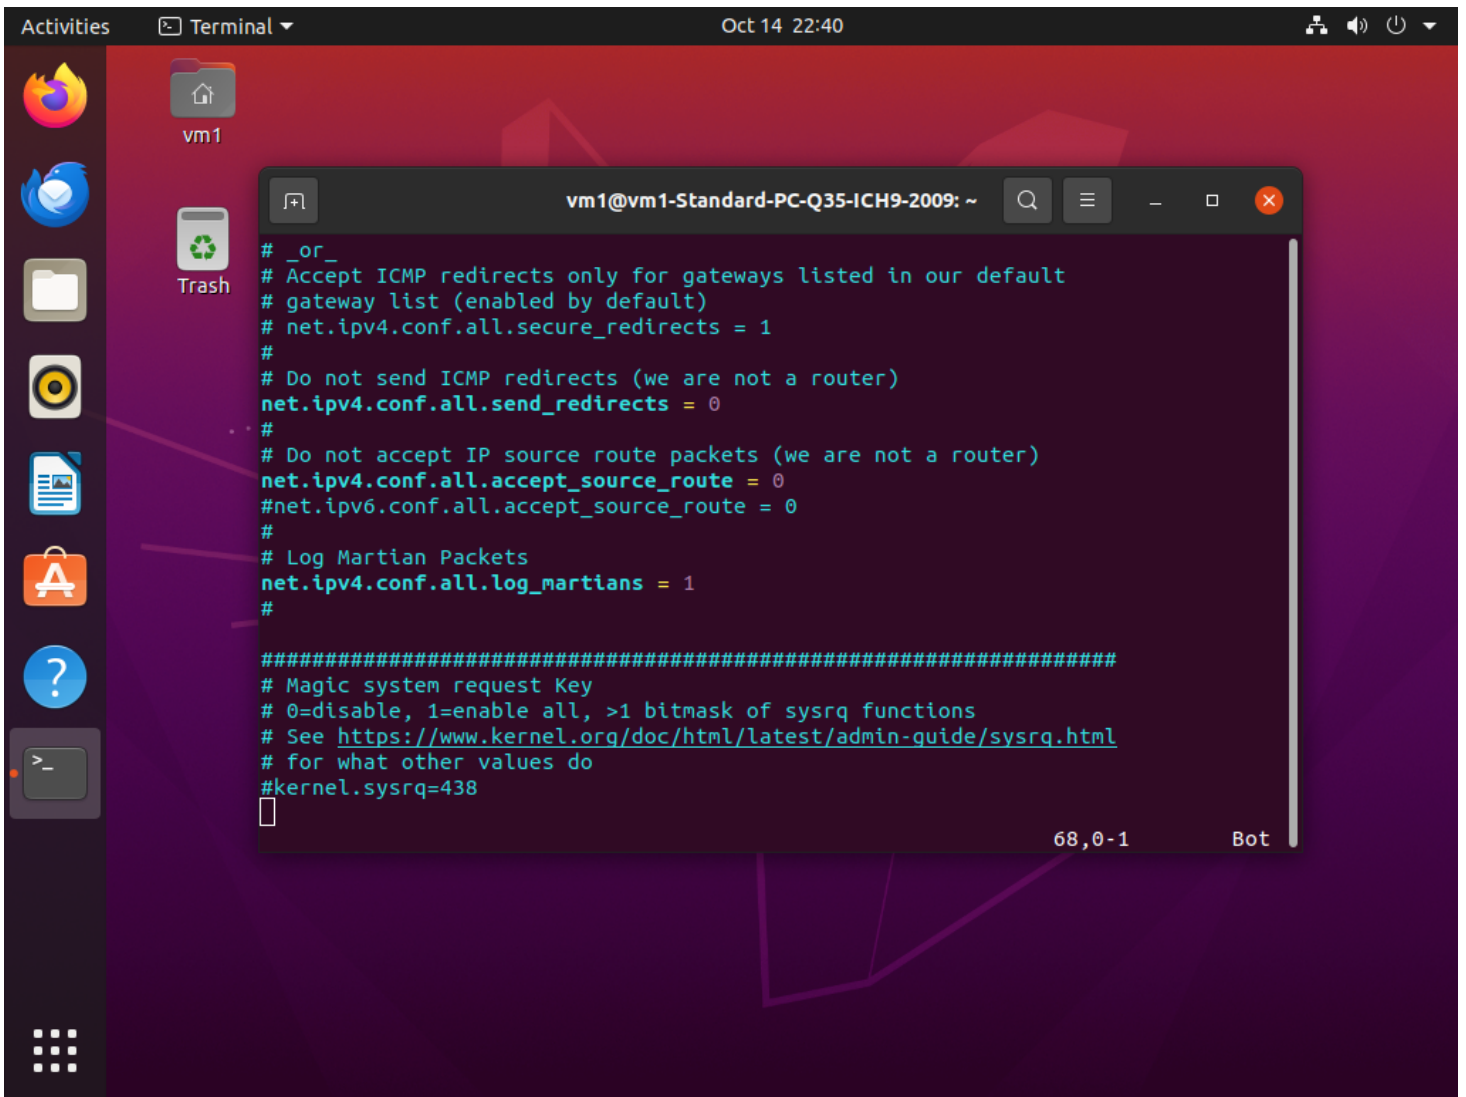 Activities
Terminal
Oct 14 22:40
vm1
Trash
vm1@vm1-Standard-PC-Q35-ICH9-2009: ~
# _or_
# Accept ICMP redirects only for gateways listed in our default
# gateway list (enabled by default)
# net.ipv4.conf.all.secure_redirects = 1
#
# Do not send ICMP redirects (we are not a router)
net.ipv4.conf.all.send_redirects = 0
#
# Do not accept IP source route packets (we are not a router)
net.ipv4.conf.all.accept_source_route = 0
#net.ipv6.conf.all.accept_source_route = 0
#
# Log Martian Packets
net.ipv4.conf.all.log_martians = 1
#
###################################################################
# Magic system request Key
# 0=disable, 1=enable all, >1 bitmask of sysrq functions
# See https://www.kernel.org/doc/html/latest/admin-guide/sysrq.html
# for what other values do
#kernel.sysrq=438
68,0-1 Bot